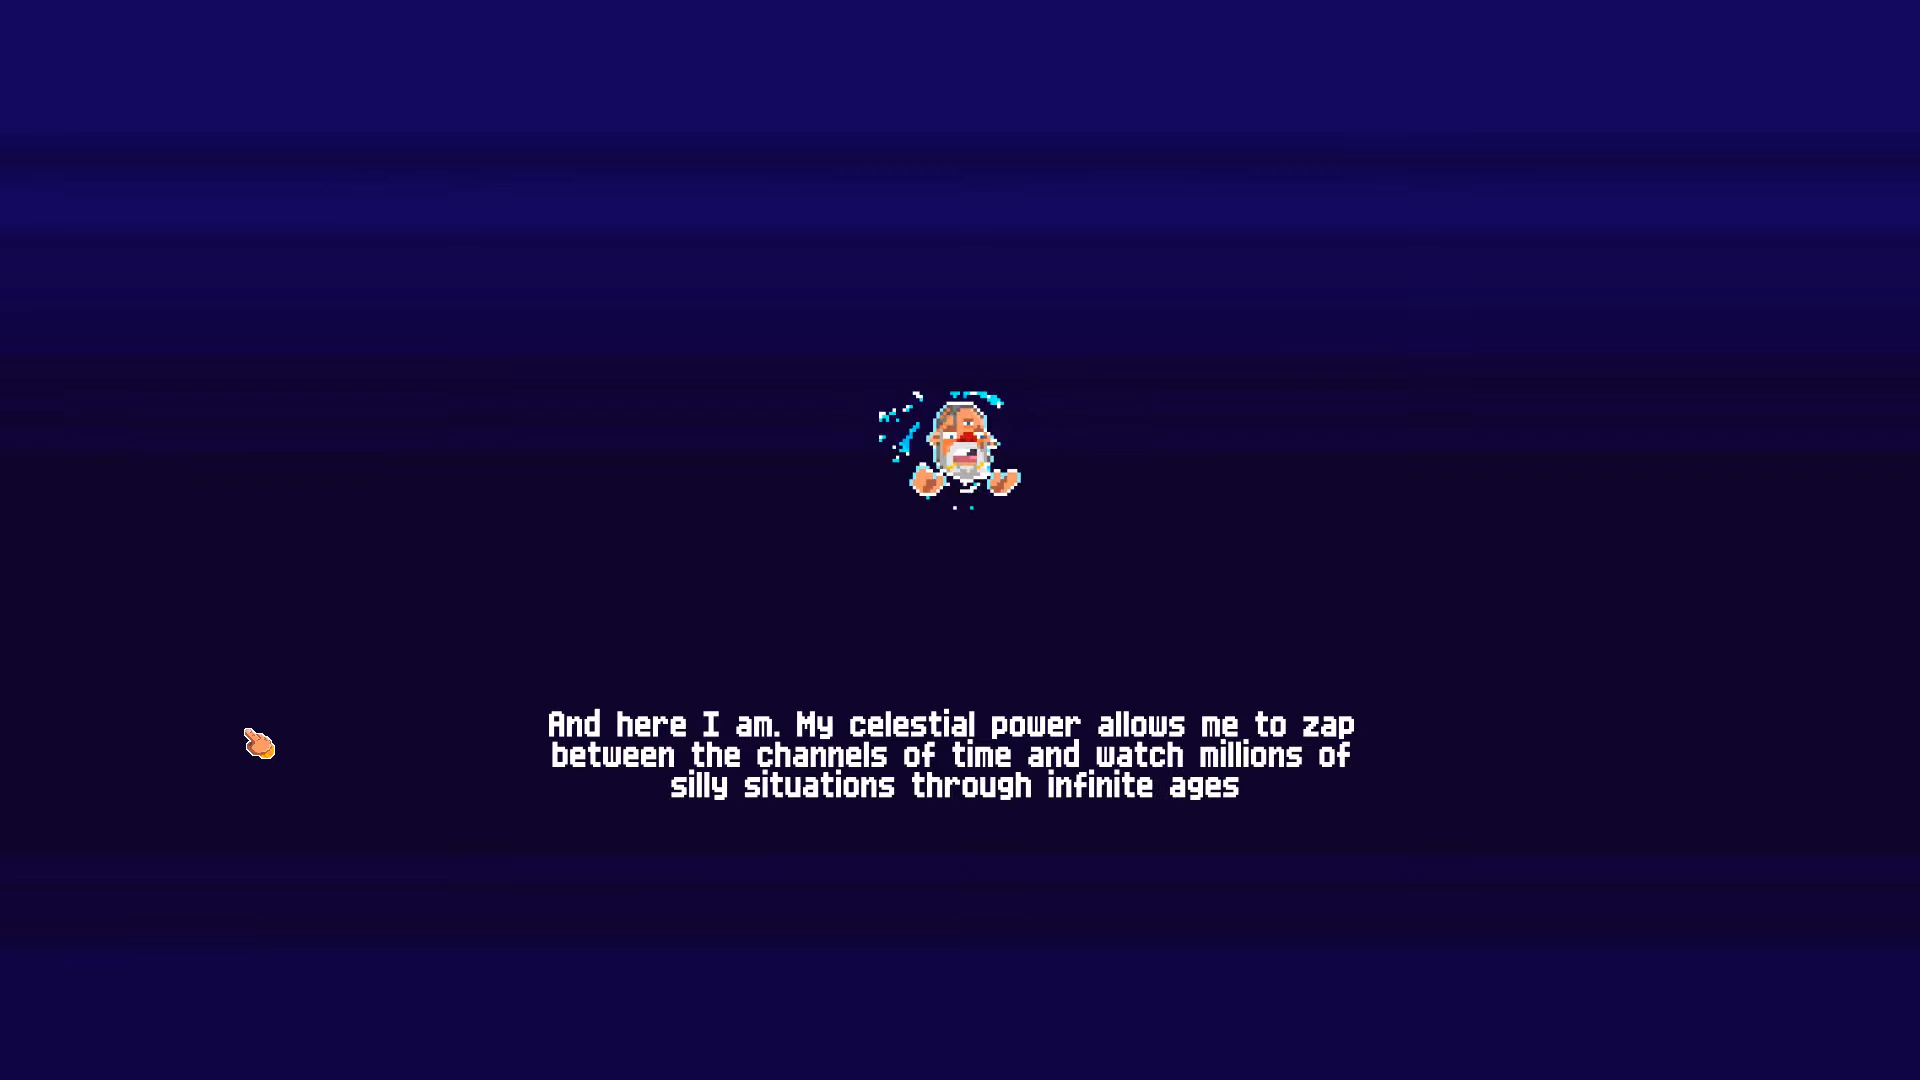 And here I am. My celestial power allows me to zap
between the channels of time and watch millions of
silly situations through infinite ages